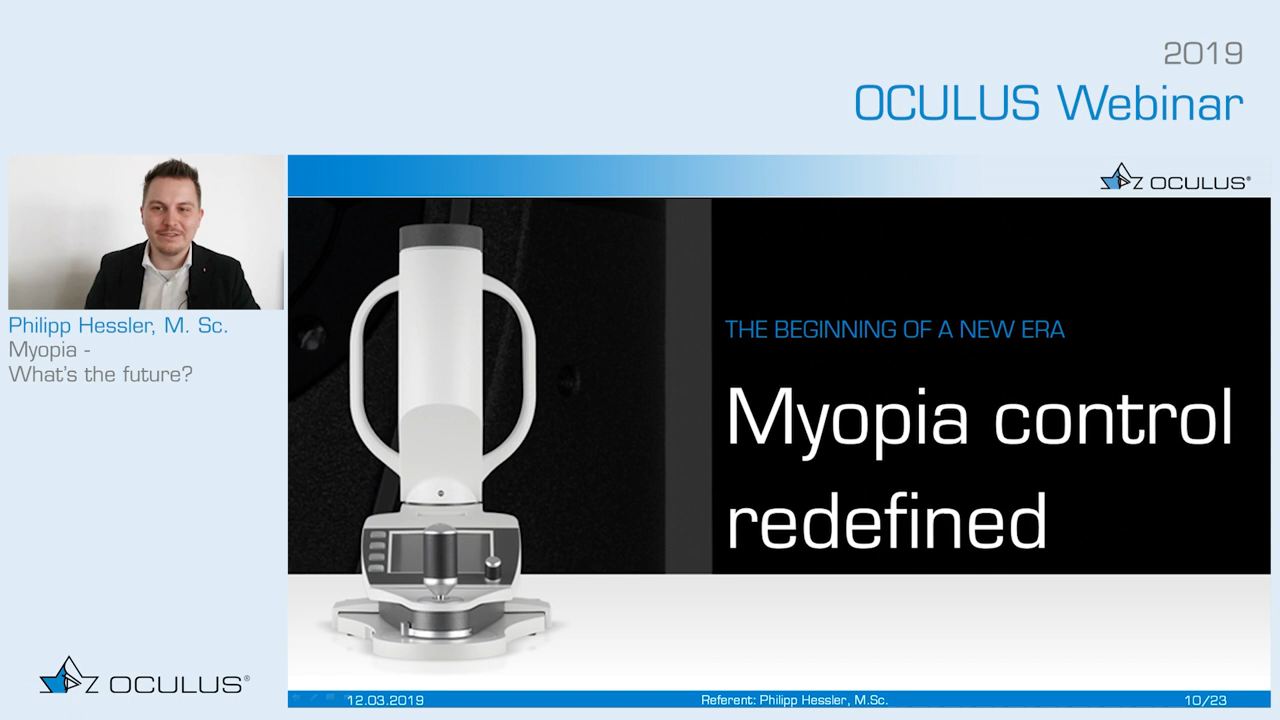 2019
OCULUS Webinar
OCULUS®
Philipp Hessler, M. Sc.
Myopia -
What's the future?
THE BEGINNING OF A NEW ERA
Myopia control
redefined
OCULUS®
12.03.2019
Referent: Philipp Hessler, M.Sc.
10/23